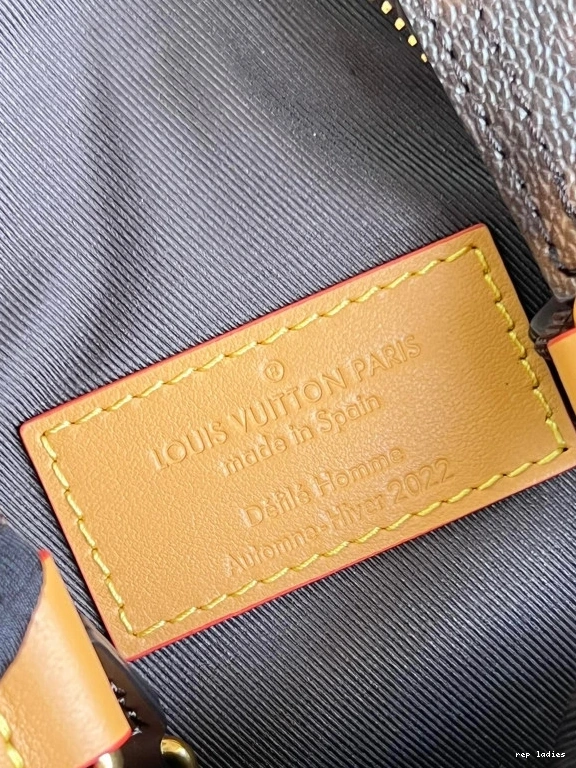 ®
LOUIS VUITTON PARIS
made in Spain
Défilé Homme
Automne-Hiver 2022
rep ladies